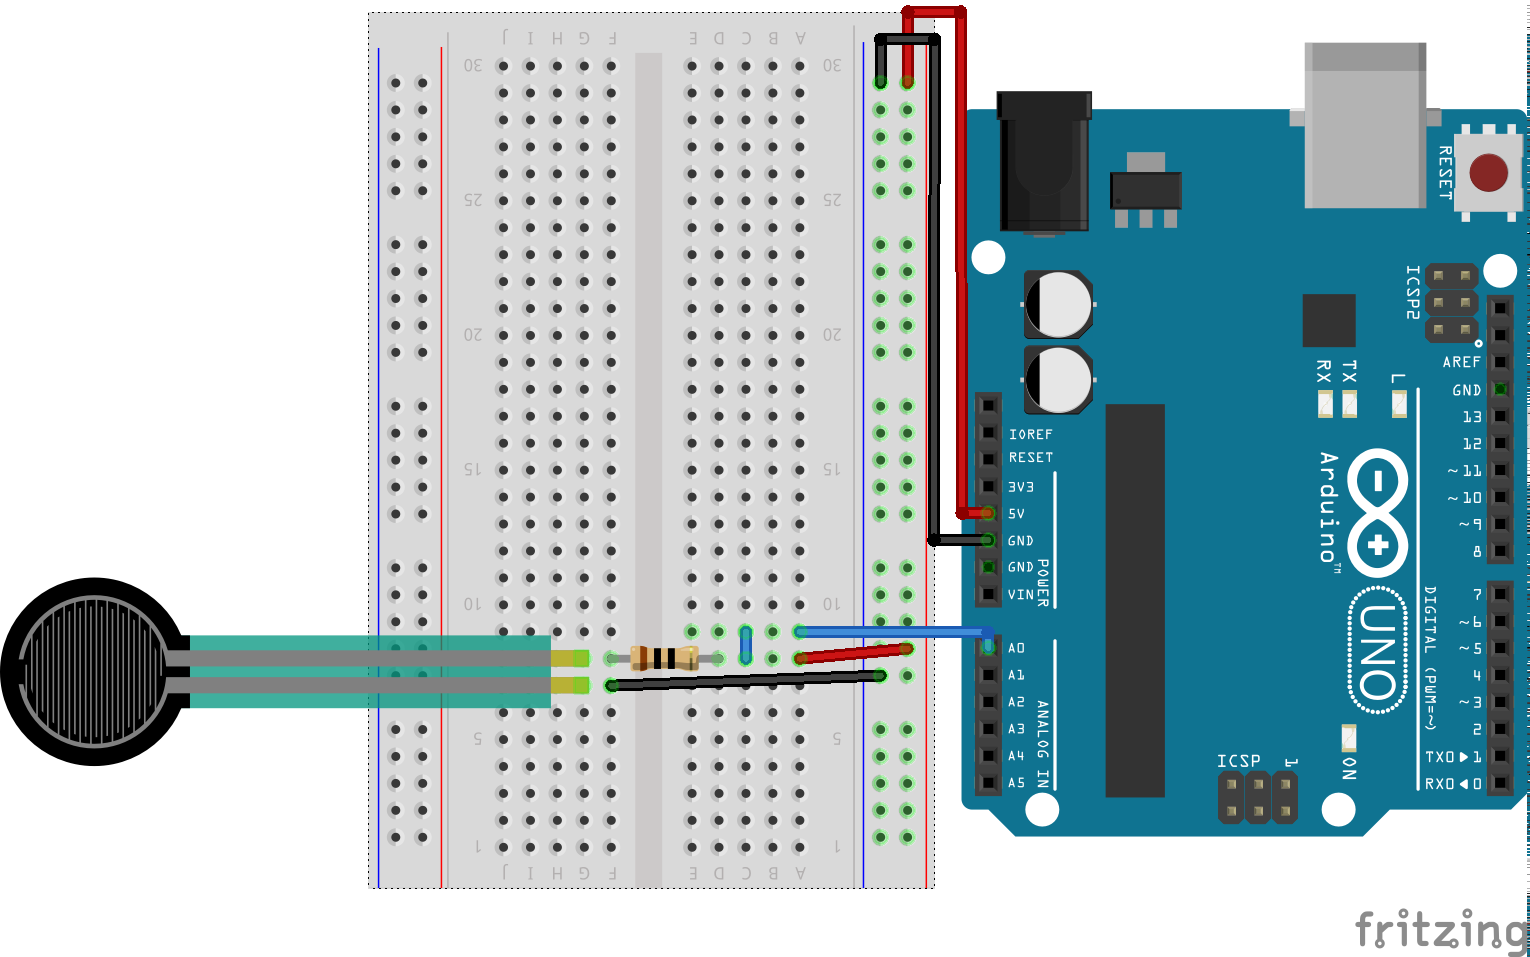 J I H G F E D C B A
30 30
25 25
20 20
15 15
10 10
5 5
1 1
J I H G F E D C B A
RESET
ICSP2
RX TX L
IOREF
RESET
3V3
5V
GND
GND
VIN
POWER
A0
A1
A2
A3
A4
A5
ANALOG IN
AREF
GND
13
12
~11
~10
~9
8
7
~6
~5
4
~3
2
TX0▶1
RX0◀0
DIGITAL (PWM=~)
Arduino™
UNO
ICSP 1
ON
fritzing